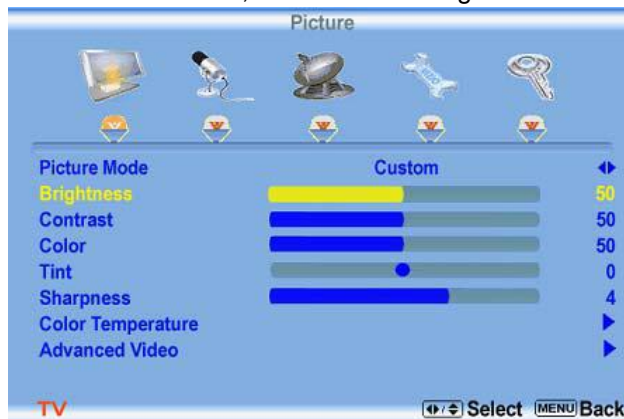 Picture
Picture Mode Custom
Brightness 50
Contrast 50
Color 50
Tint 0
Sharpness 4
Color Temperature
Advanced Video
TV Select MENU Back